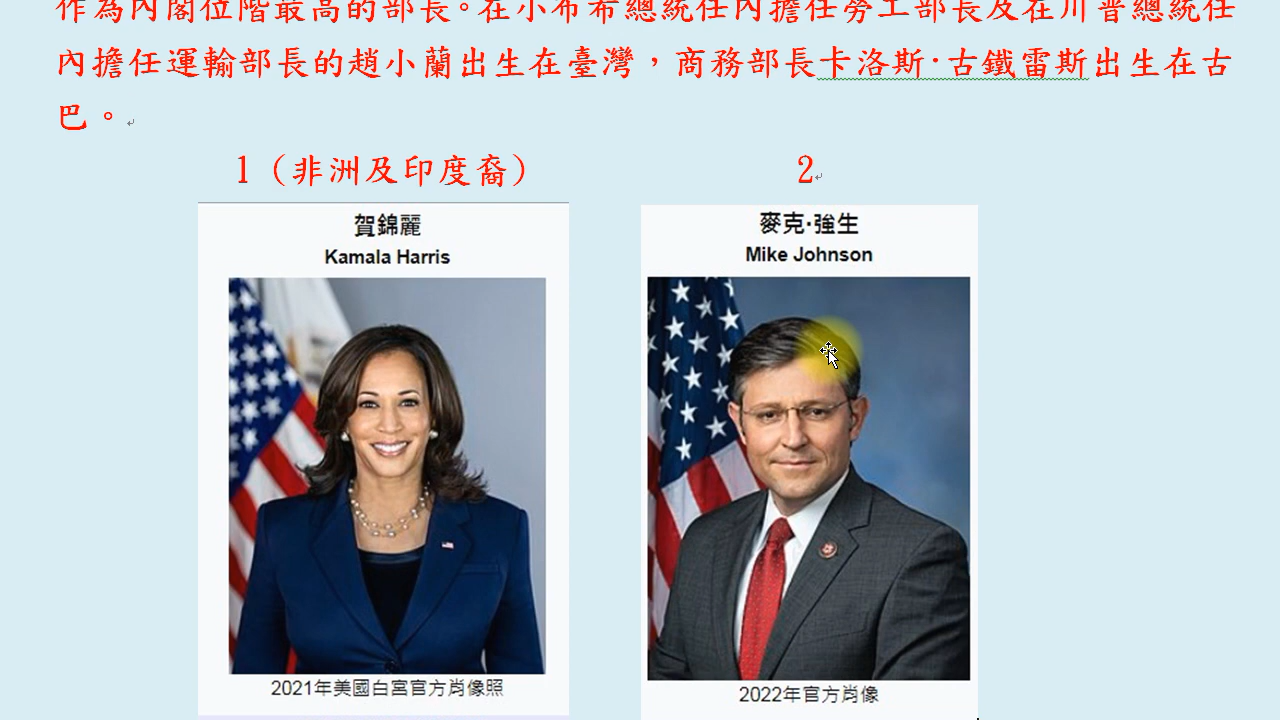 作為內閣位階最高的部長。在小布希總統任內擔任勞工部長及在川普總統任
內擔任運輸部長的趙小蘭出生在臺灣，商務部長卡洛斯·古鐵雷斯出生在古
巴。
1（非洲及印度裔） 2
賀錦麗
Kamala Harris
2021年美國白宮官方肖像照
麥克·強生
Mike Johnson
2022年官方肖像